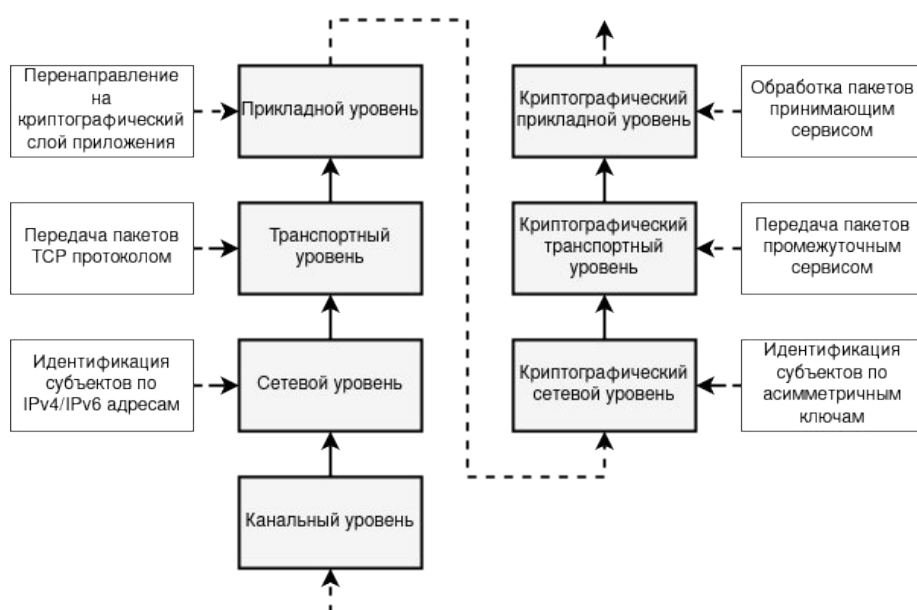 Перенаправление
на
криптографический
слой приложения
Прикладной уровень
Криптографический
прикладной уровень
Обработка пакетов
принимающим
сервисом
Передача пакетов
TCP протоколом
Транспортный
уровень
Криптографический
транспортный
уровень
Передача пакетов
промежуточным
сервисом
Идентификация
субъектов по
IPv4/IPv6 адресам
Сетевой уровень
Криптографический
сетевой уровень
Идентификация
субъектов по
асимметричным
ключам
Канальный уровень